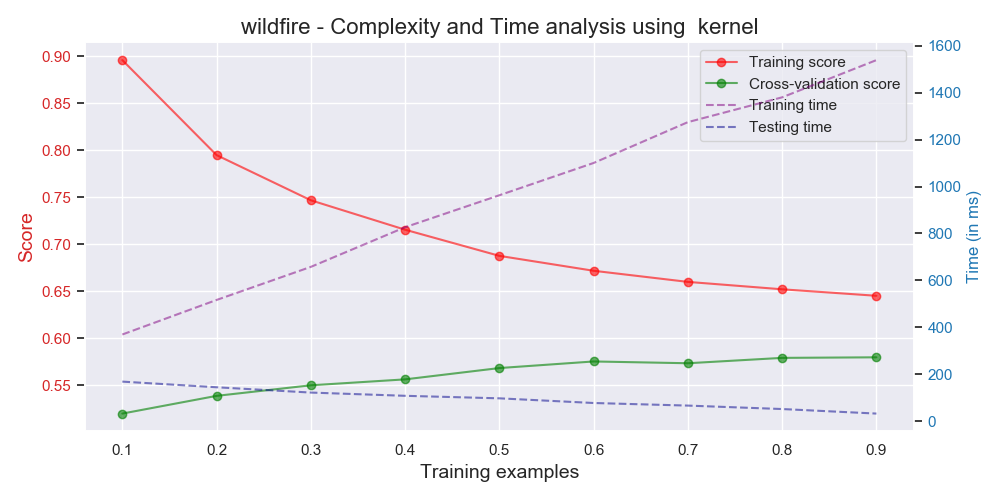 wildfire - Complexity and Time analysis using  kernel
Score
0.90
0.85
0.80
0.75
0.70
0.65
0.60
0.55
Training score
Cross-validation score
Training time
Testing time
1600
1400
1200
1000
800
600
400
200
0
Time (in ms)
0.1 0.2 0.3 0.4 0.5 0.6 0.7 0.8 0.9
Training examples